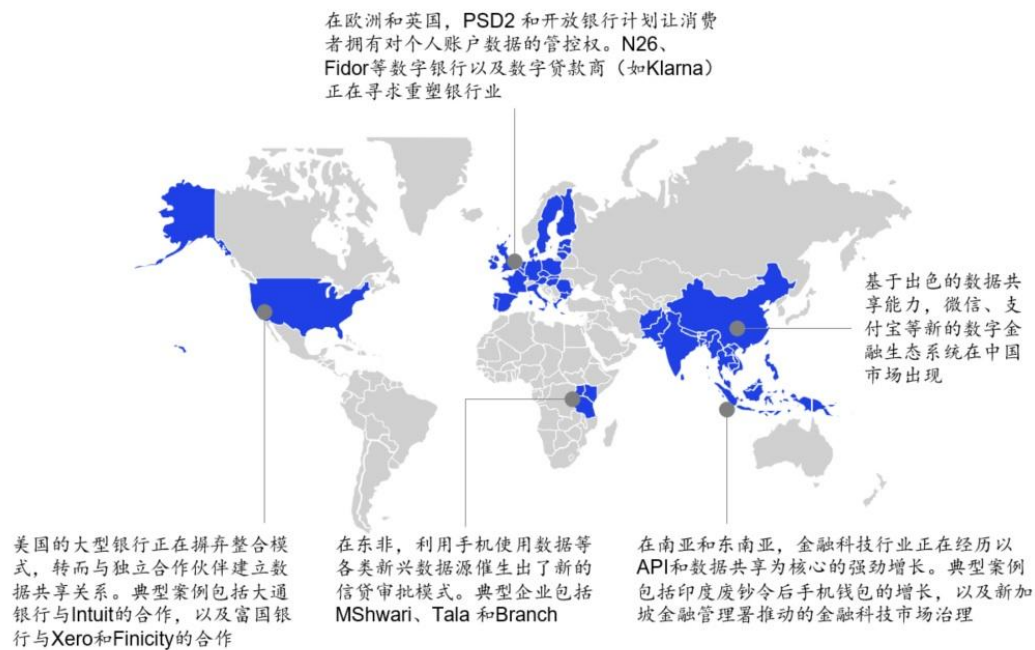 在欧洲和英国，PSD2 和开放银行计划让消费
者拥有对个人账户数据的管控权。N26、
Fidor等数字银行以及数字贷款商（如Klarna）
正在寻求重塑银行业
基于出色的数据共
享能力，微信、支
付宝等新的数字金
融生态系统在中国
市场出现
美国的大型银行正在摒弃整合模
式，转而与独立合作伙伴建立数
据共享关系。典型案例包括大通
银行与Intuit的合作，以及富国银
行与Xero和Finicity的合作
在东非，利用手机使用数据等
各类新兴数据源催生出了新的
信贷审批模式。典型企业包括
MShwari、Tala 和Branch
在南亚和东南亚，金融科技行业正在经历以
API和数据共享为核心的强劲增长。典型案例
包括印度废钞令后手机钱包的增长，以及新加
坡金融管理署推动的金融科技市场治理